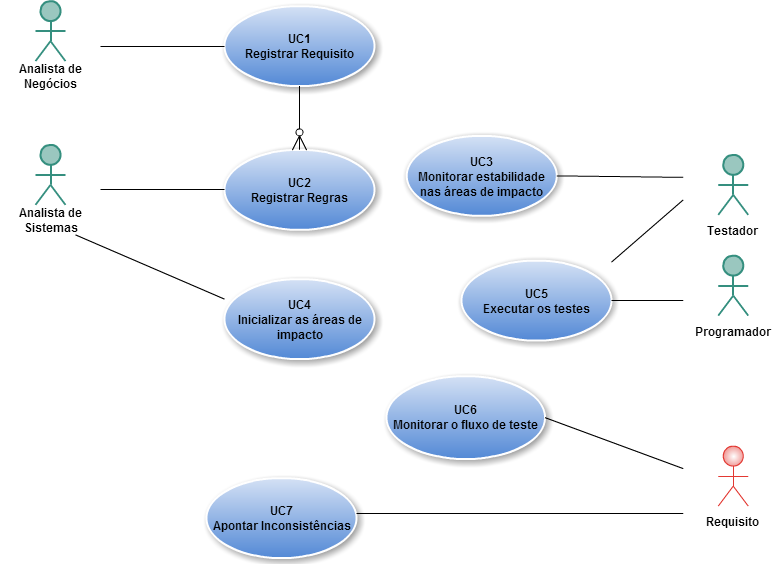 UC1
Registrar Requisito
Analista de
Negócios
UC3
Monitorar estabilidade
nas áreas de impacto
UC2
Registrar Regras
Analista de
Sistemas
Testador
UC4
Inicializar as áreas de
impacto
UC5
Executar os testes
Programador
UC6
Monitorar o fluxo de teste
UC7
Apontar Inconsistências
Requisito